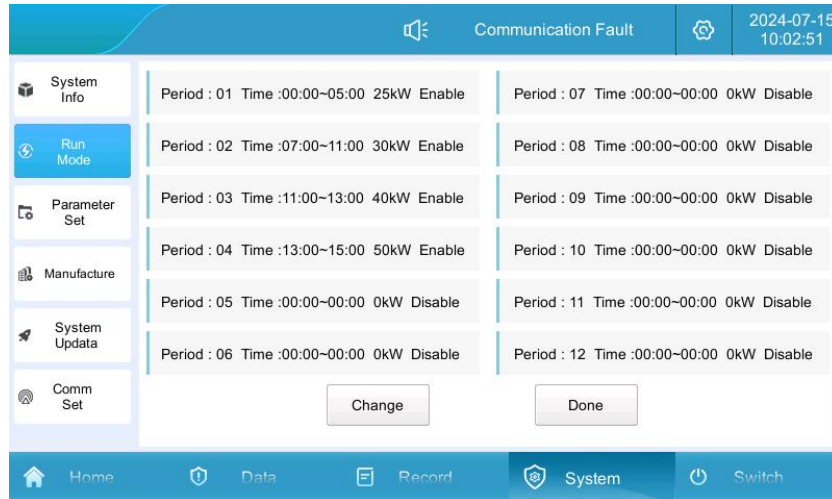 Communication Fault
2024-07-15
10:02:51
System
Info
Run
Mode
Parameter
Set
Manufacture
System
Updata
Comm
Set
Period : 01 Time :00:00~05:00 25kW Enable
Period : 02 Time :07:00~11:00 30kW Enable
Period : 03 Time :11:00~13:00 40kW Enable
Period : 04 Time :13:00~15:00 50kW Enable
Period : 05 Time :00:00~00:00 0kW Disable
Period : 06 Time :00:00~00:00 0kW Disable
Period : 07 Time :00:00~00:00 0kW Disable
Period : 08 Time :00:00~00:00 0kW Disable
Period : 09 Time :00:00~00:00 0kW Disable
Period : 10 Time :00:00~00:00 0kW Disable
Period : 11 Time :00:00~00:00 0kW Disable
Period : 12 Time :00:00~00:00 0kW Disable
Change
Done
Home
Data
Record
System
Switch